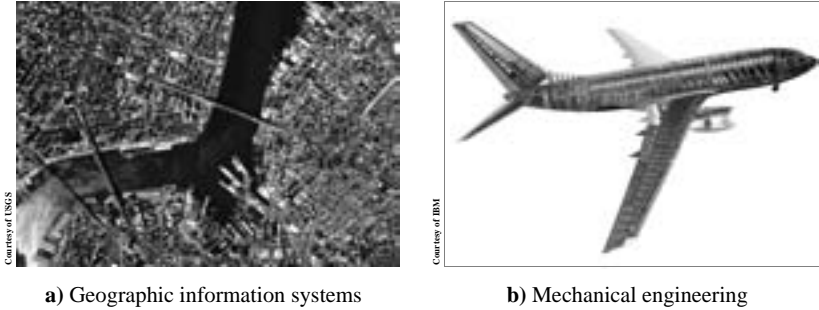 Courtesy of USGS
Courtesy of IBM
a) Geographic information systems
b) Mechanical engineering